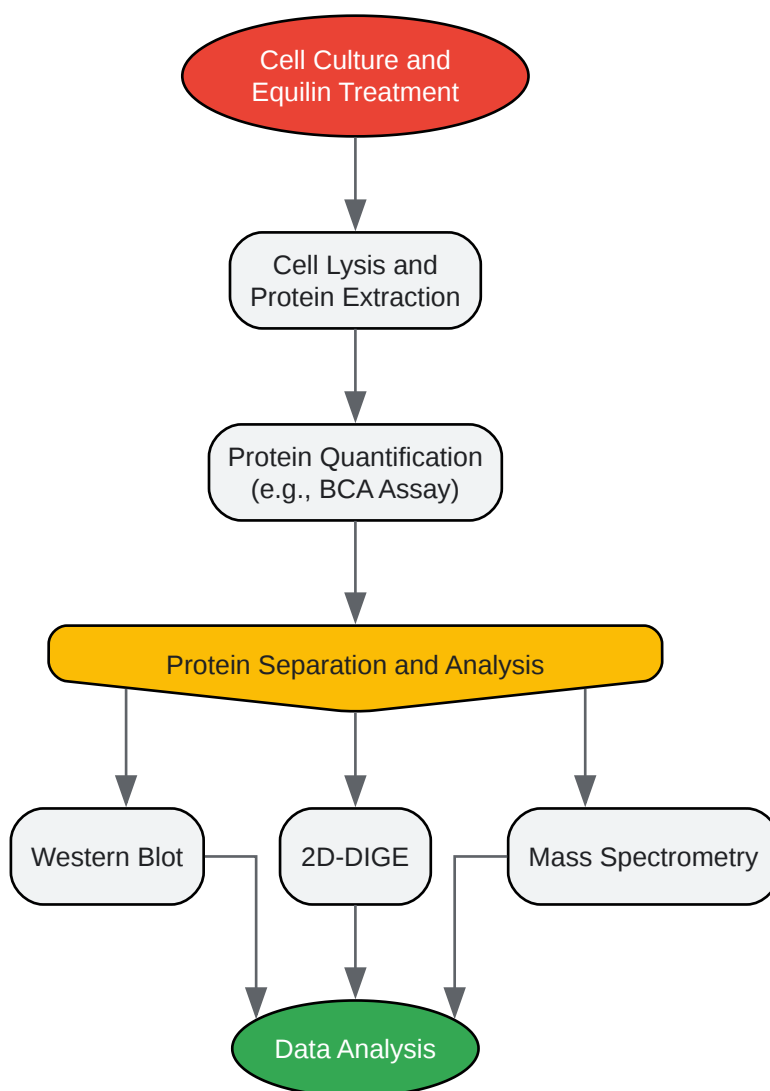 Cell Culture and
Equilin Treatment
Cell Lysis and
Protein Extraction
Protein Quantification
(e.g., BCA Assay)
Protein Separation and Analysis
Western Blot
2D-DIGE
Mass Spectrometry
Data Analysis